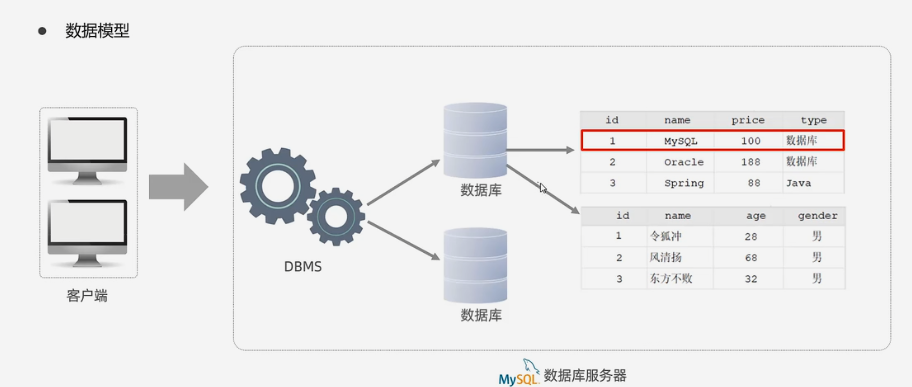 数据模型
客户端
DBMS
数据库
数据库
id name price type
1 MySQL 100 数据库
2 Oracle 188 数据库
3 Spring 88 Java
id name age gender
1 令狐冲 28 男
2 风清扬 68 男
3 东方不败 32 男
MySQL 数据库服务器